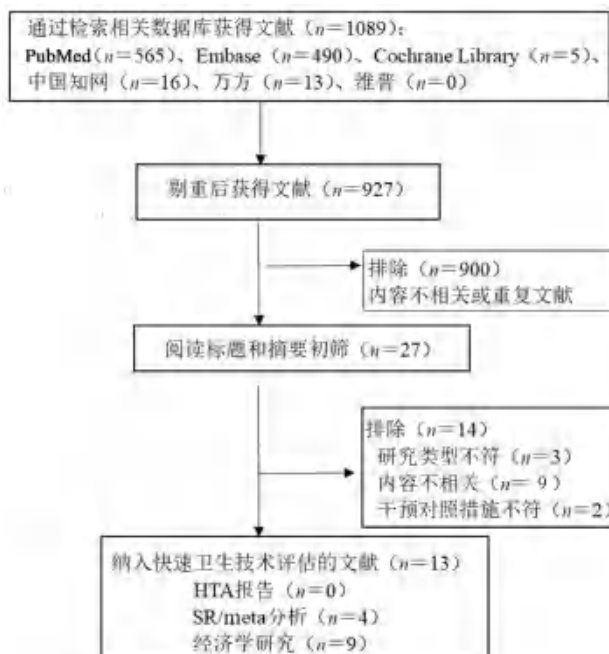 通过检索相关数据库获得文献（n=1089）：
PubMed（n=565）、Embase（n=490）、Cochrane Library（n=5）、
中国知网（n=16）、万方（n=13）、维普（n=0）
剔重后获得文献（n=927）
排除（n=900）
内容不相关或重复文献
阅读标题和摘要初筛（n=27）
排除（n=14）
研究类型不符（n=3）
内容不相关（n=9）
干预对照措施不符（n=2）
纳入快速卫生技术评估的文献（n=13）
HTA报告（n=0）
SR/meta分析（n=4）
经济学研究（n=9）